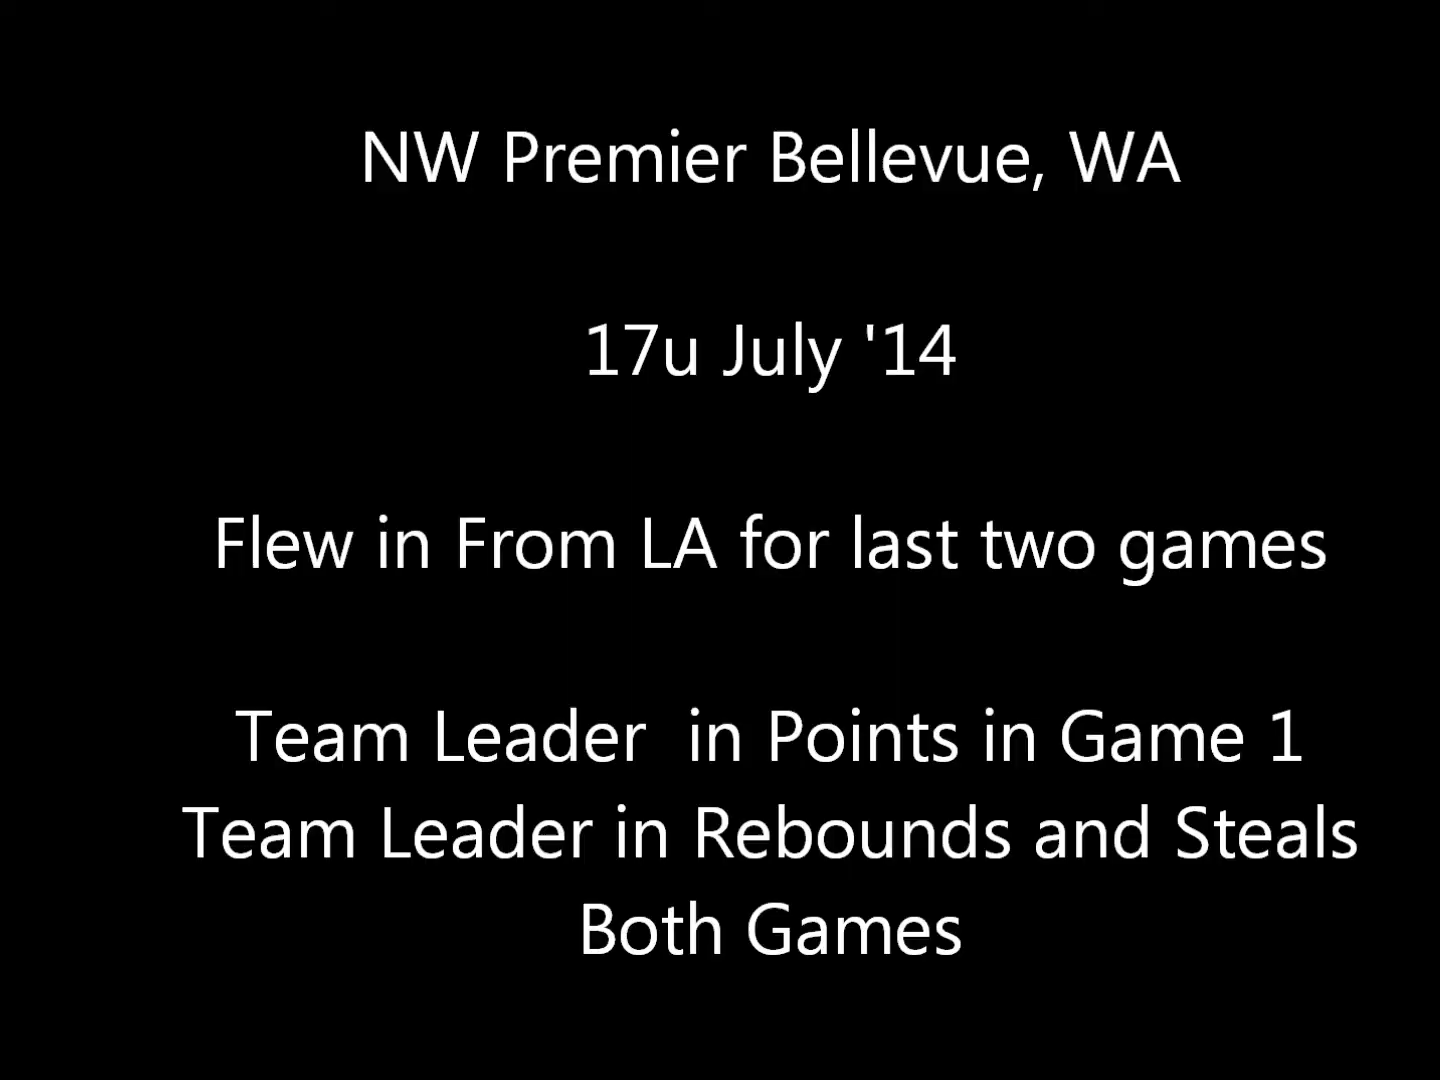 NW Premier Bellevue, WA
17u July '14
Flew in From LA for last two games
Team Leader  in Points in Game 1
Team Leader in Rebounds and Steals
Both Games